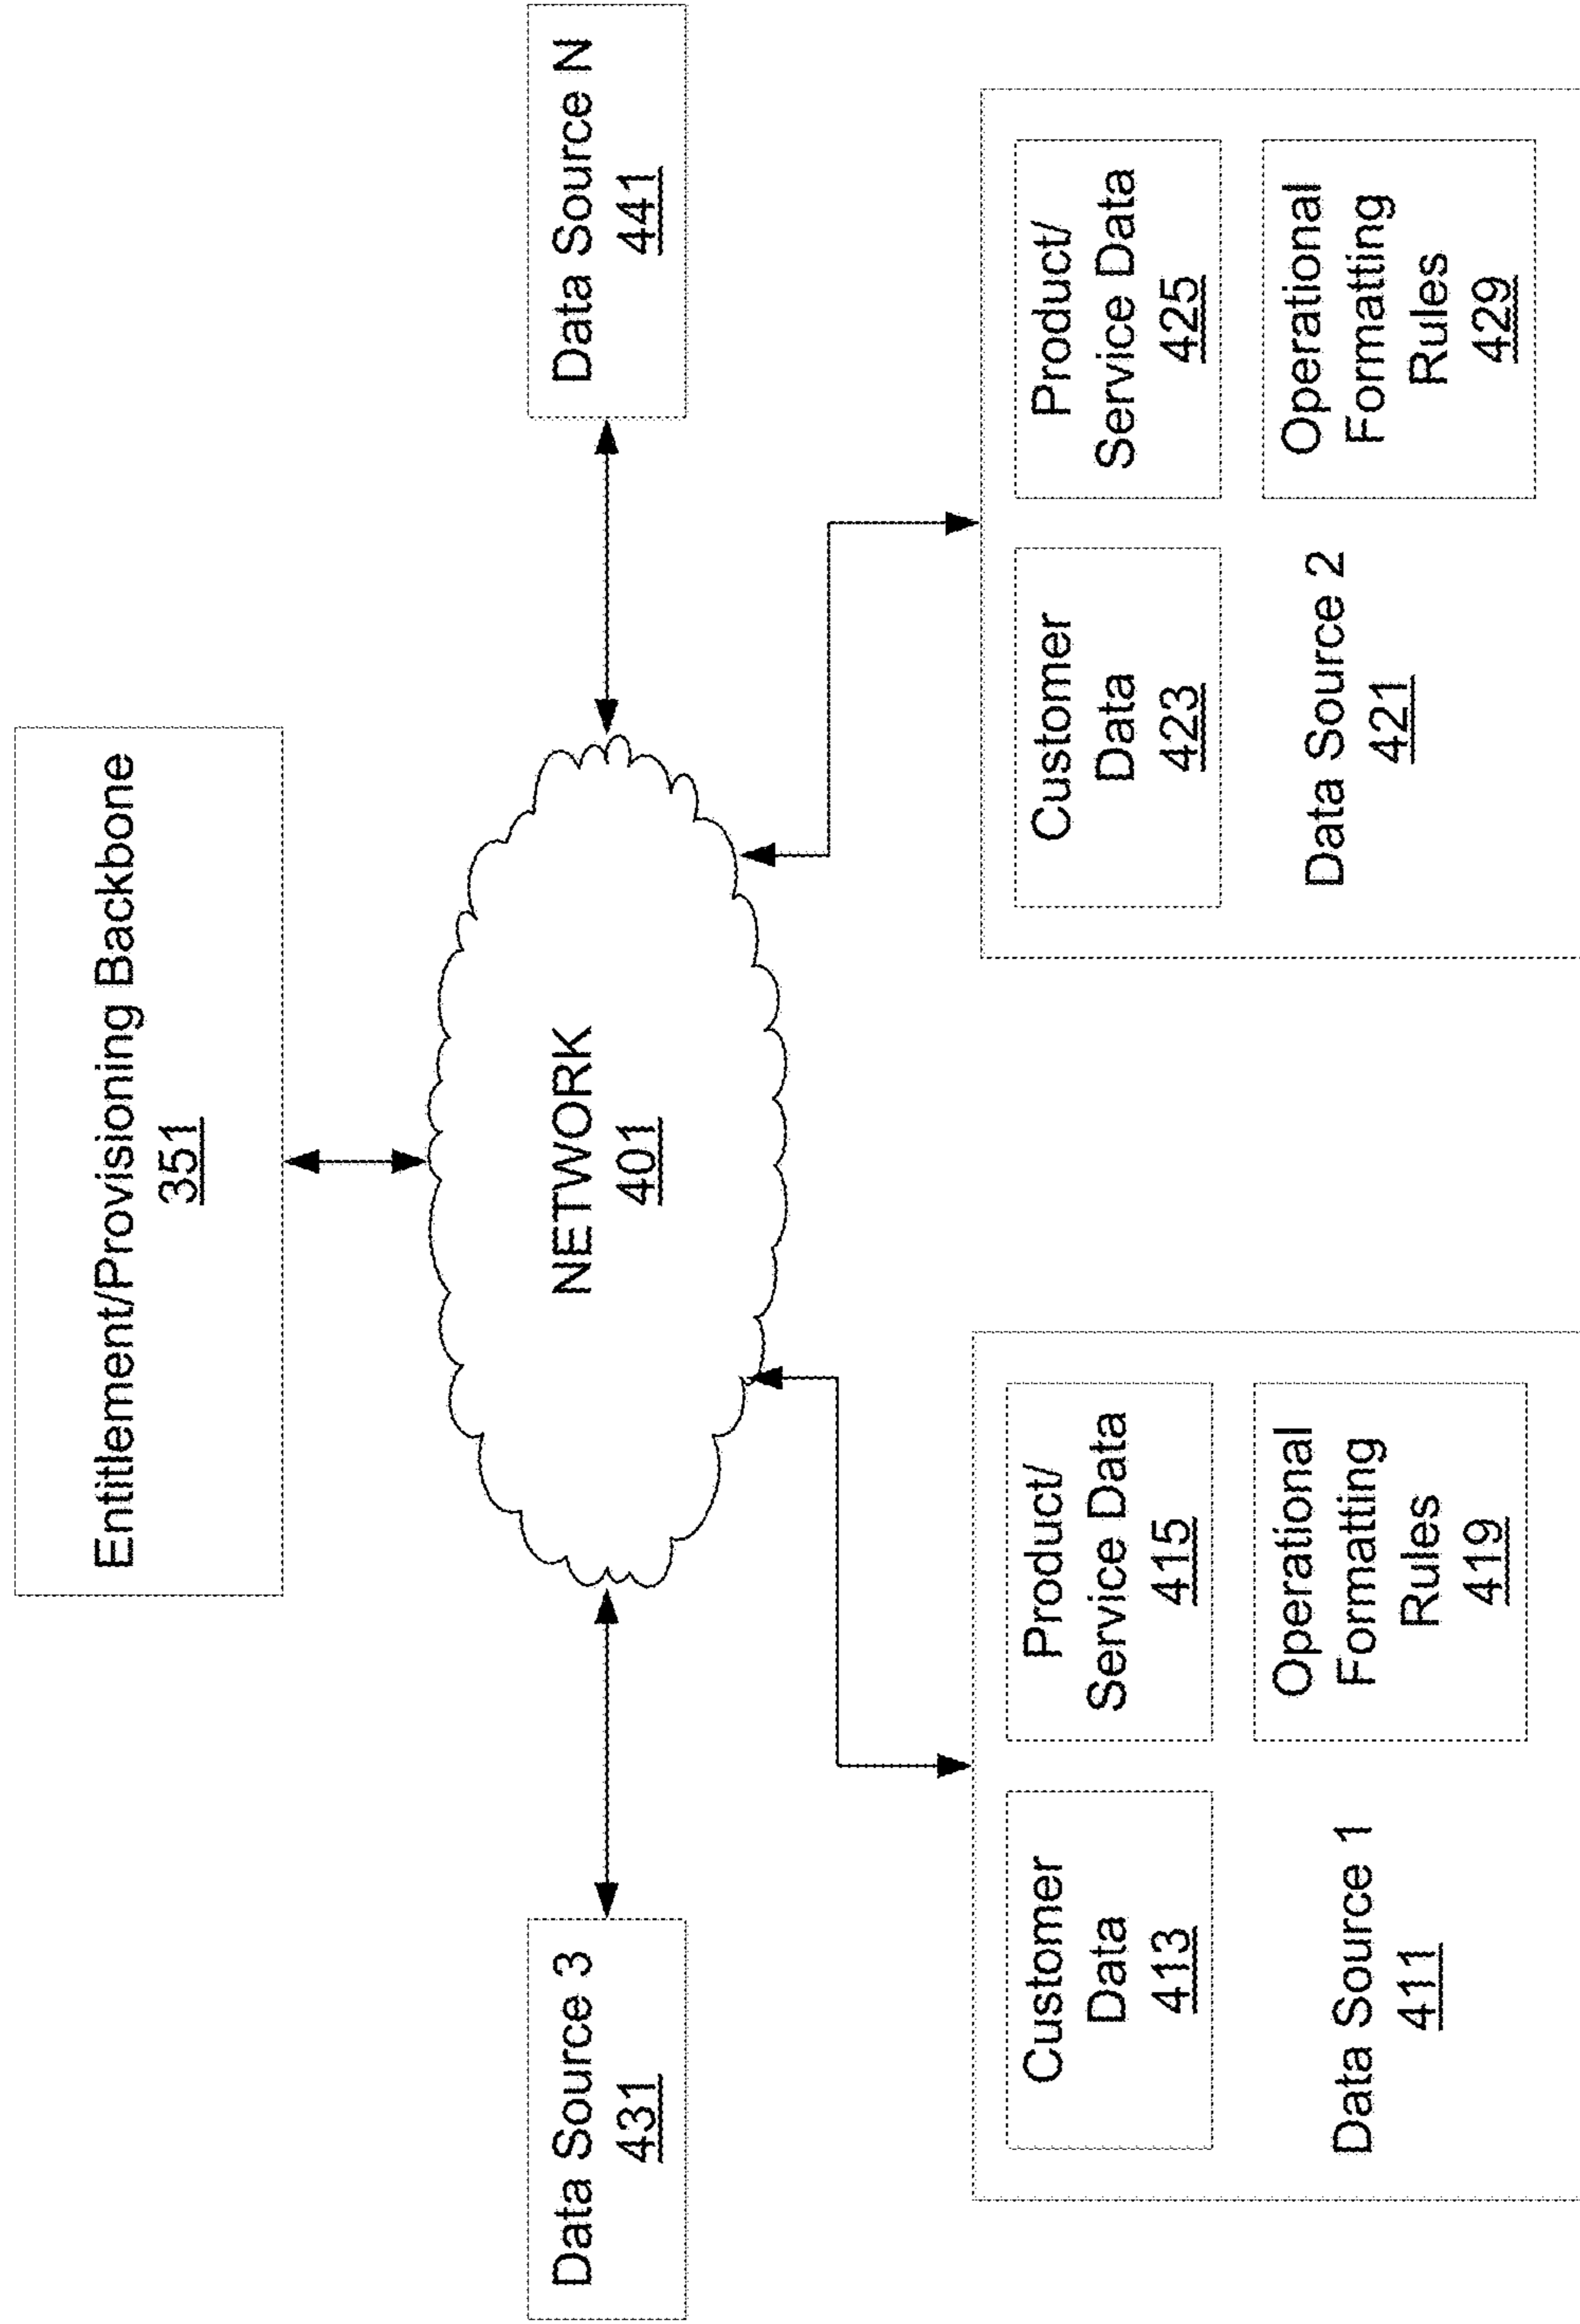 Entitlement/Provisioning Backbone
351
Data Source 3
431
NETWORK
401
Data Source N
441
Customer
Data
413
Product/
Service Data
415
Data Source 1
411
Operational
Formatting
Rules
419
Customer
Data
423
Product/
Service Data
425
Data Source 2
421
Operational
Formatting
Rules
429